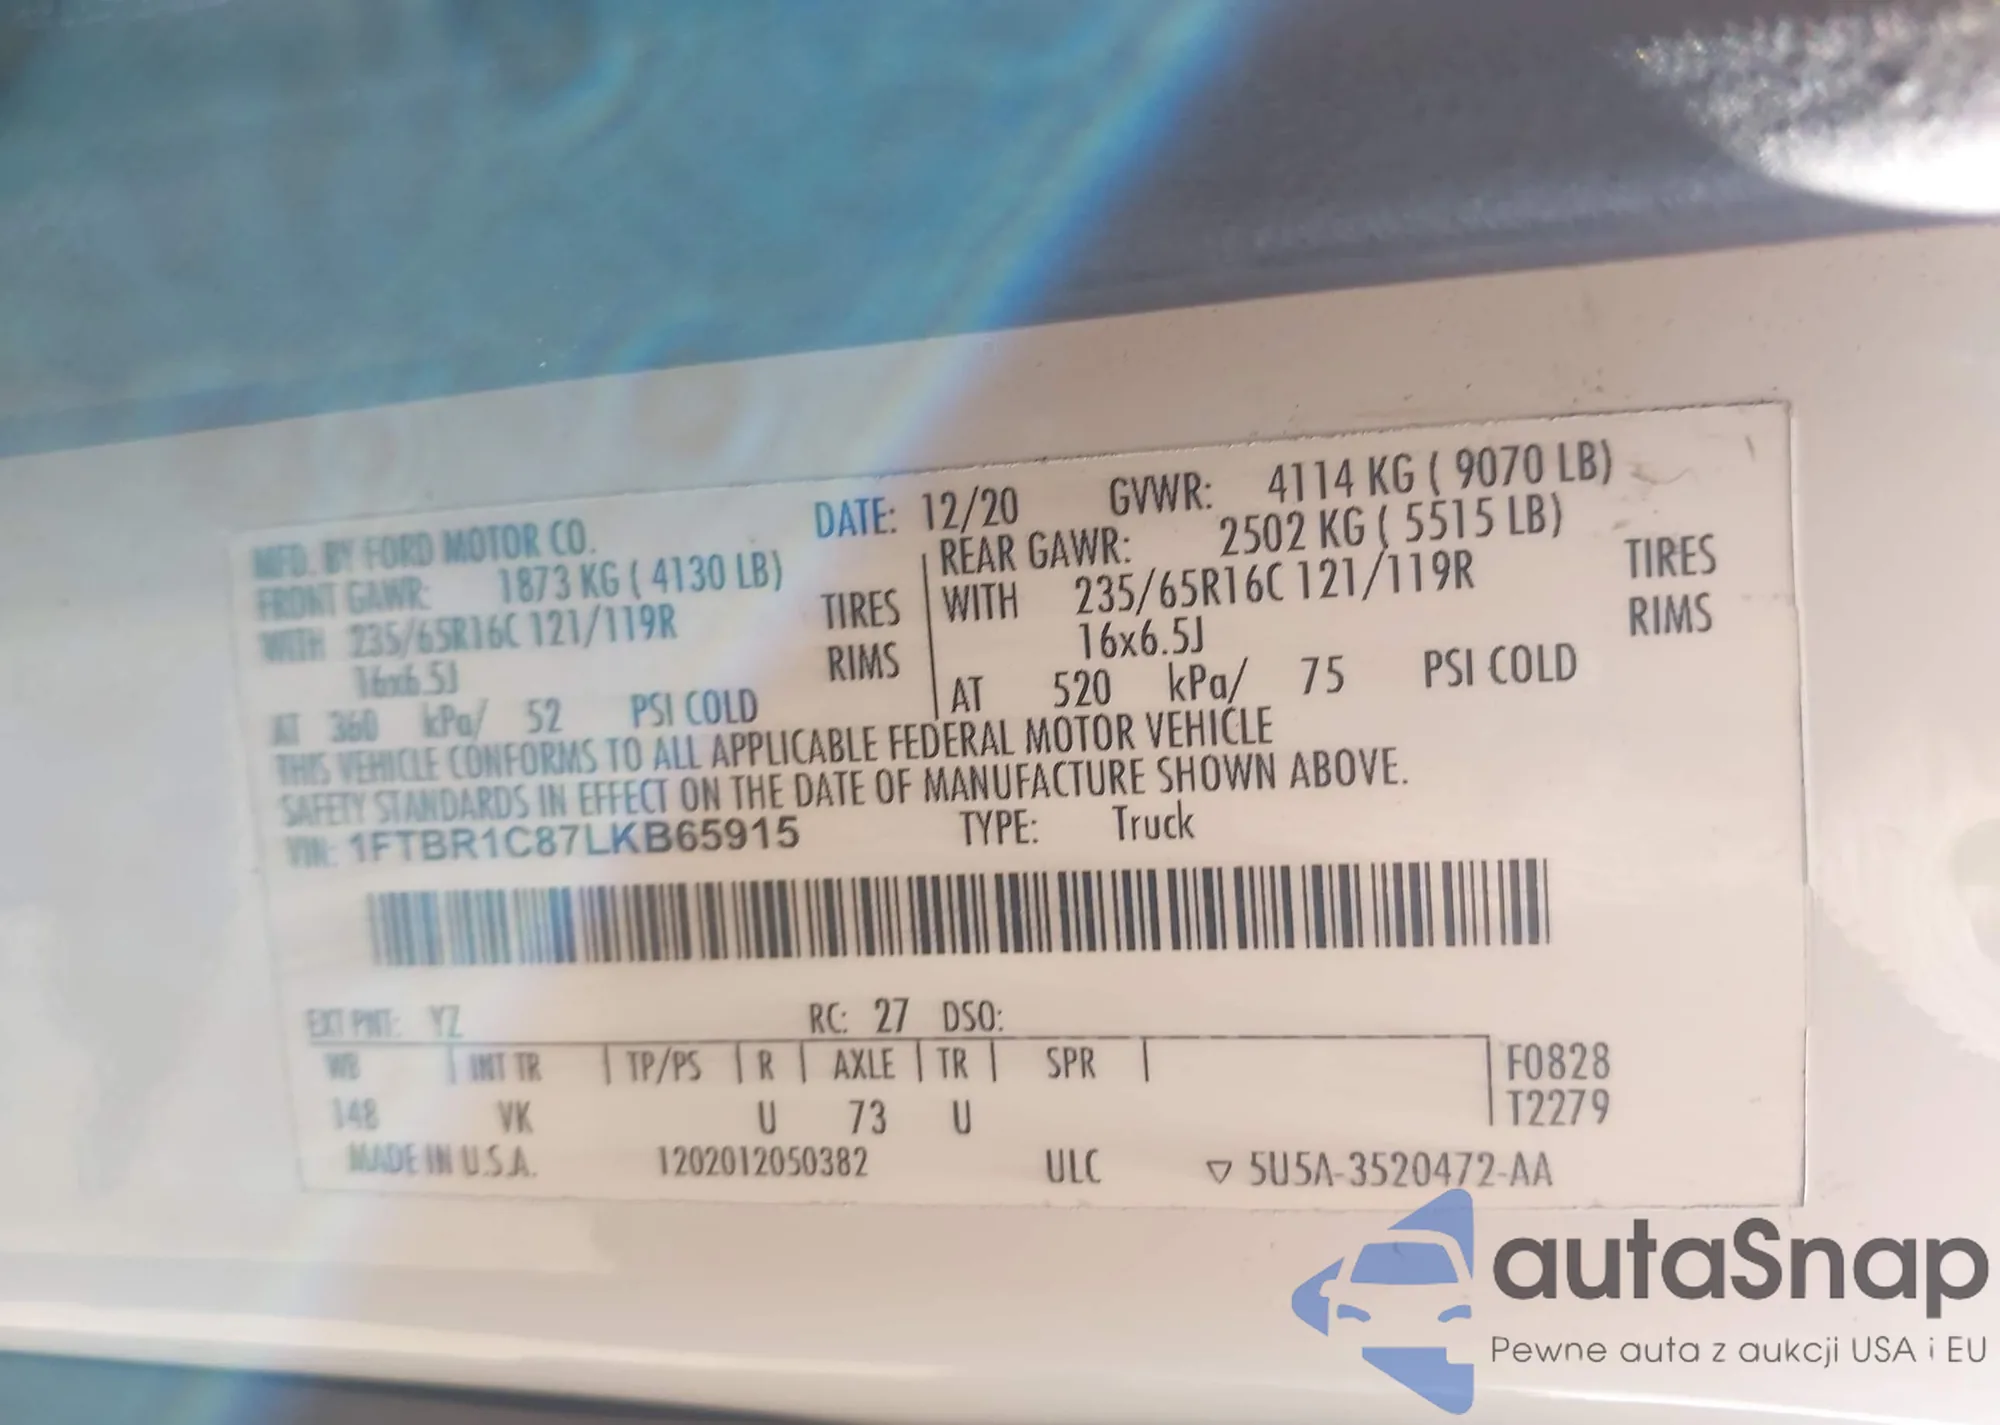 MFD. BY FORD MOTOR CO. DATE: 12/20 GVWR: 4114 KG ( 9070 LB)
FRONT GAWR: 1873 KG ( 4130 LB) REAR GAWR: 2502 KG ( 5515 LB)
WITH 235/65R16C 121/119R TIRES WITH 235/65R16C 121/119R TIRES
16x6.5J RIMS 16x6.5J RIMS
AT 360 kPa/ 52 PSI COLD AT 520 kPa/ 75 PSI COLD
THIS VEHICLE CONFORMS TO ALL APPLICABLE FEDERAL MOTOR VEHICLE
SAFETY STANDARDS IN EFFECT ON THE DATE OF MANUFACTURE SHOWN ABOVE.
VIN: 1FTBR1C87LKB65915 TYPE: Truck
EXT PNT: YZ RC: 27 DSO:
WB INT TR TP/PS R AXLE TR SPR F0828
148 VK U 73 U T2279
MADE IN U.S.A. 1202012050382 ULC ▽ 5U5A-3520472-AA
autaSnap
Pewne auta z aukcji USA i EU